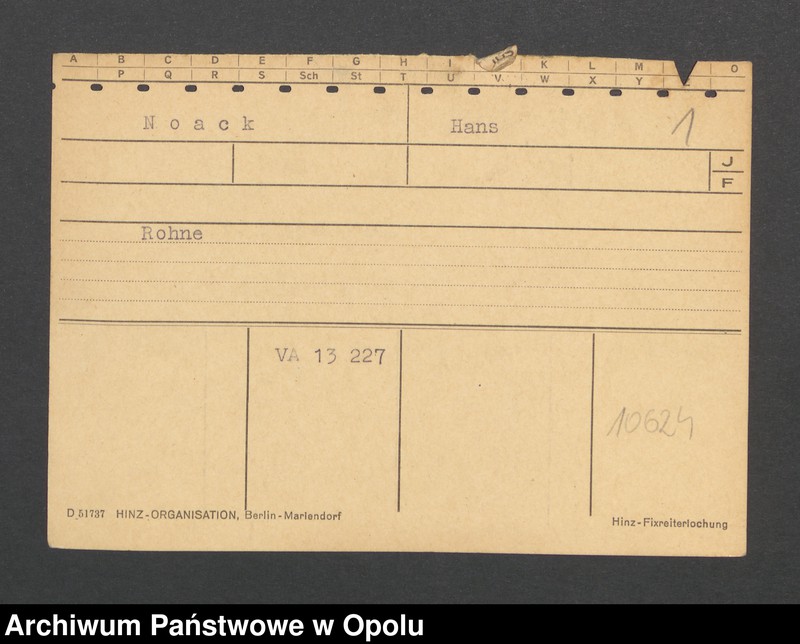 A B C D E F G H I K L M O
P Q R S Sch St T U V W X Y
N o a c k Hans 1
J
F
Rohne
VA 13 227
10624
D 51737 HINZ-ORGANISATION, Berlin-Mariendorf Hinz-Fixreiterlochung
Archiwum Państwowe w Opolu